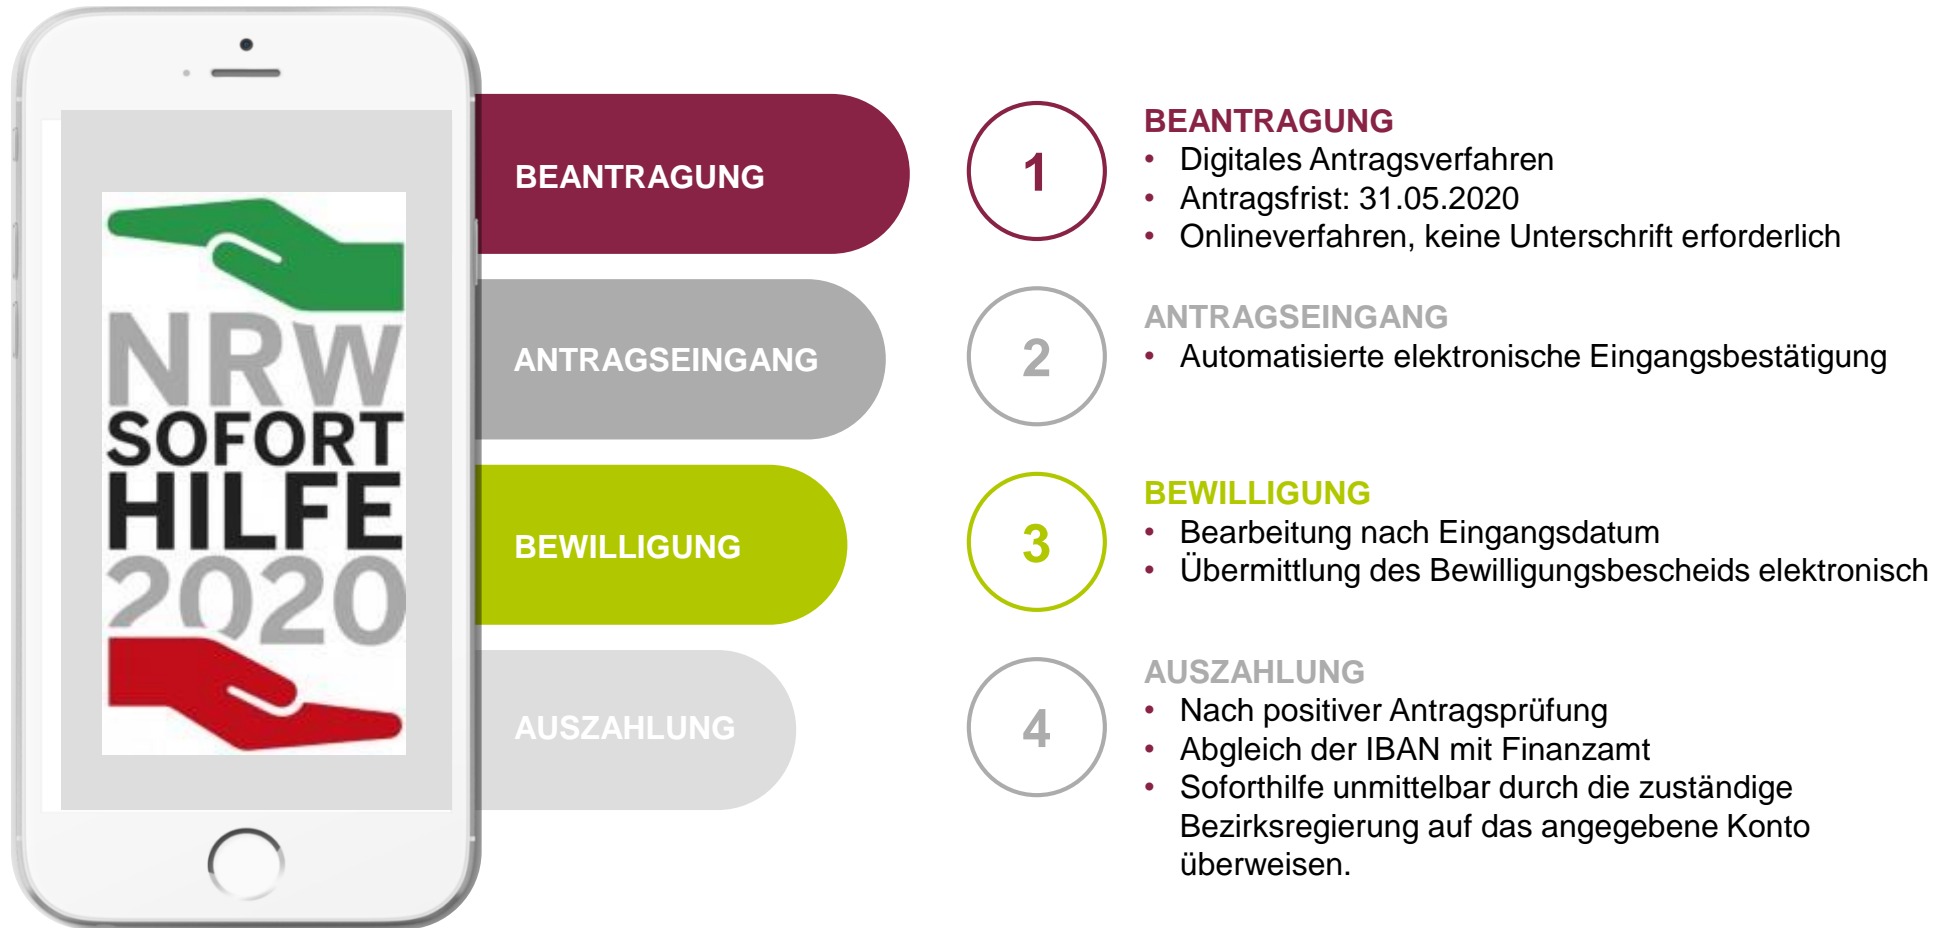 NRW
SOFORT
HILFE
2020
BEANTRAGUNG
ANTRAGSEINGANG
BEWILLIGUNG
AUSZAHLUNG
1
BEANTRAGUNG
• Digitales Antragsverfahren
• Antragsfrist: 31.05.2020
• Onlineverfahren, keine Unterschrift erforderlich
2
ANTRAGSEINGANG
• Automatisierte elektronische Eingangsbestätigung
3
BEWILLIGUNG
• Bearbeitung nach Eingangsdatum
• Übermittlung des Bewilligungsbescheids elektronisch
4
AUSZAHLUNG
• Nach positiver Antragsprüfung
• Abgleich der IBAN mit Finanzamt
• Soforthilfe unmittelbar durch die zuständige
Bezirksregierung auf das angegebene Konto
überweisen.